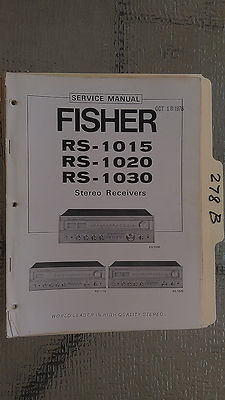 SERVICE MANUAL
OCT 18 1976
FISHER
RS-1015
RS-1020
RS-1030
Stereo Receivers
278 B
WORLD LEADER IN HIGH QUALITY STEREO